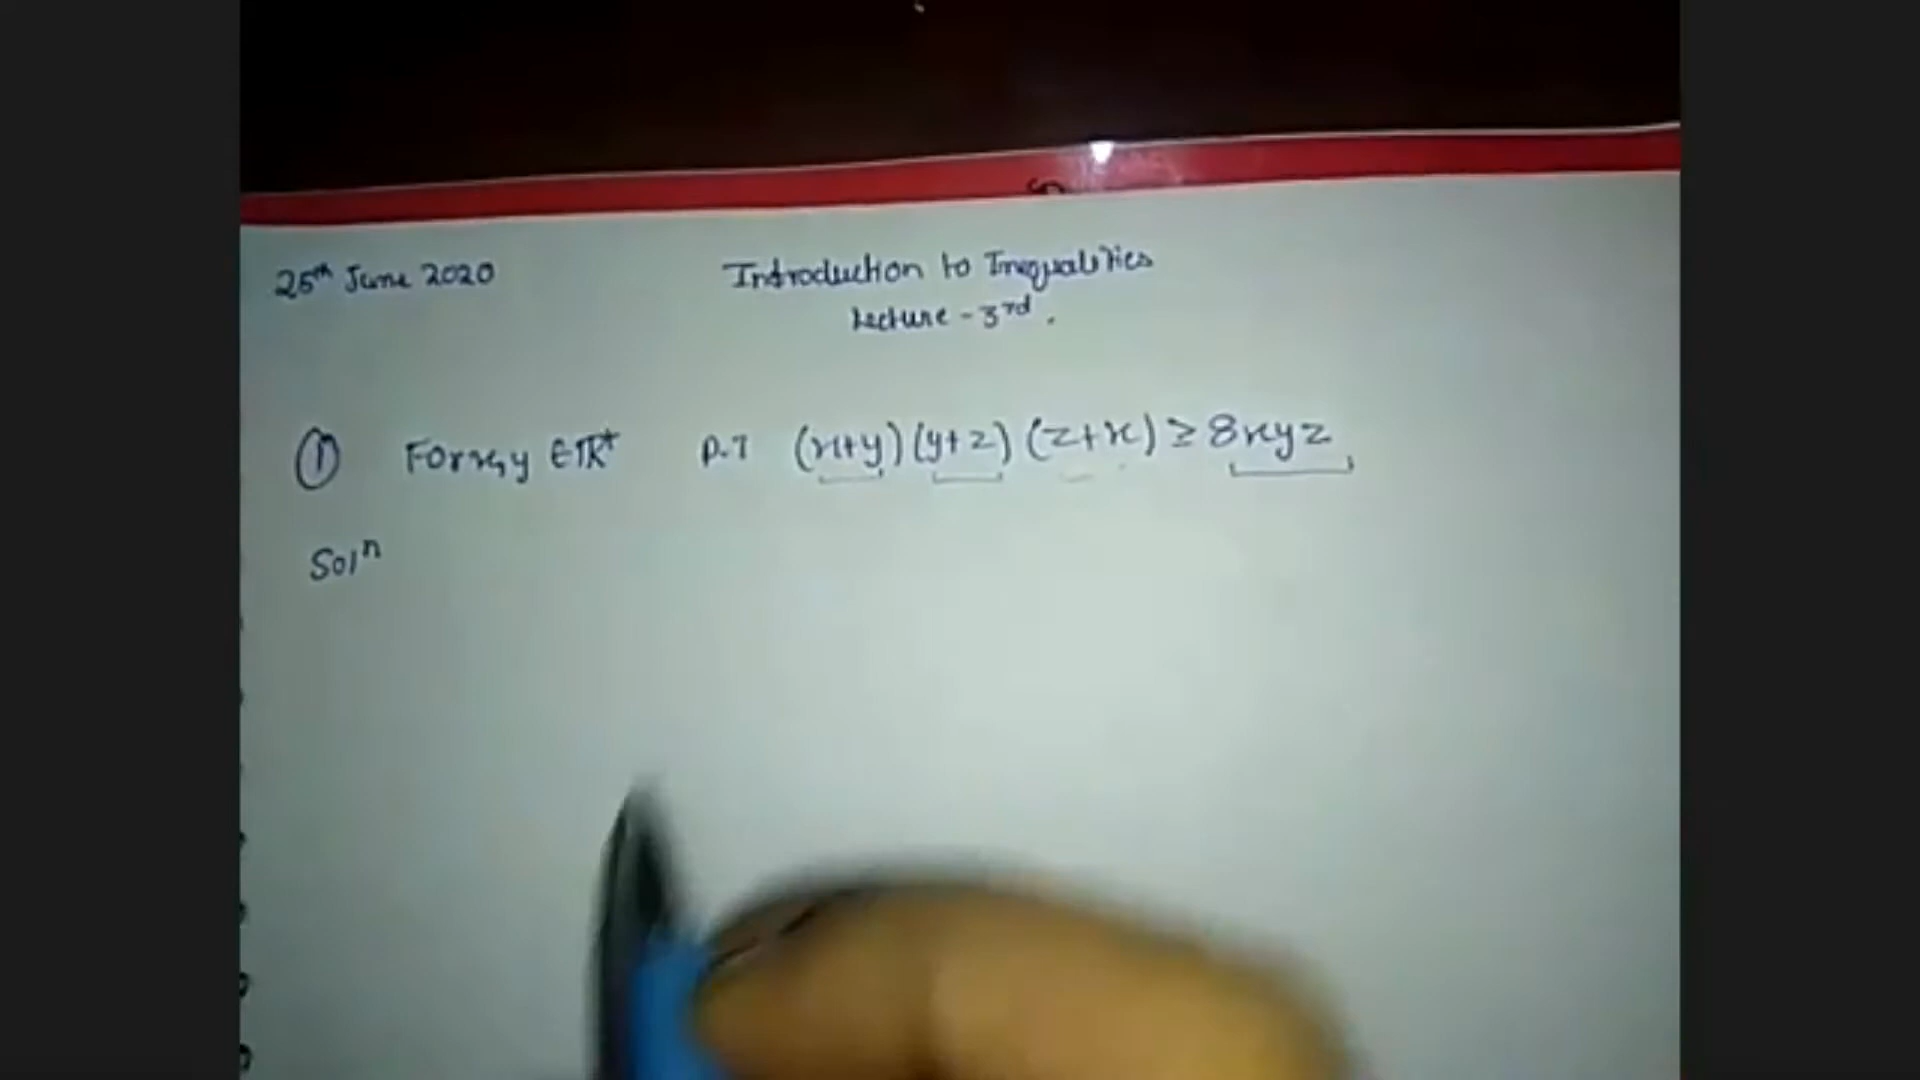 25th June 2020
Introduction to Inequalities
Lecture - 3rd.
① For x, y ∈ R⁺ P.T (x+y)(y+z)(z+x) ≥ 8xyz
Solⁿ